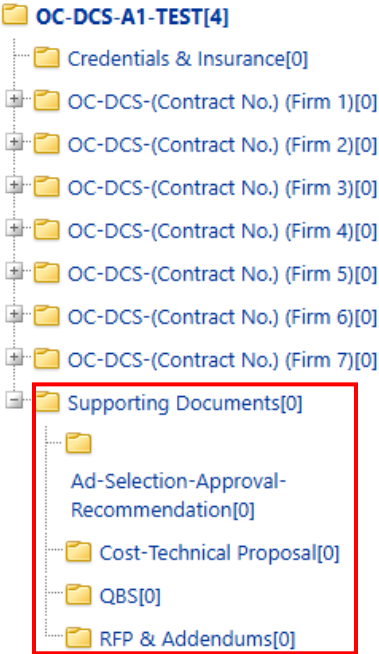 OC-DCS-A1-TEST[4]
Credentials & Insurance[0]
OC-DCS-(Contract No.) (Firm 1)[0]
OC-DCS-(Contract No.) (Firm 2)[0]
OC-DCS-(Contract No.) (Firm 3)[0]
OC-DCS-(Contract No.) (Firm 4)[0]
OC-DCS-(Contract No.) (Firm 5)[0]
OC-DCS-(Contract No.) (Firm 6)[0]
OC-DCS-(Contract No.) (Firm 7)[0]
Supporting Documents[0]
Ad-Selection-Approval-
Recommendation[0]
Cost-Technical Proposal[0]
QBS[0]
RFP & Addendums[0]